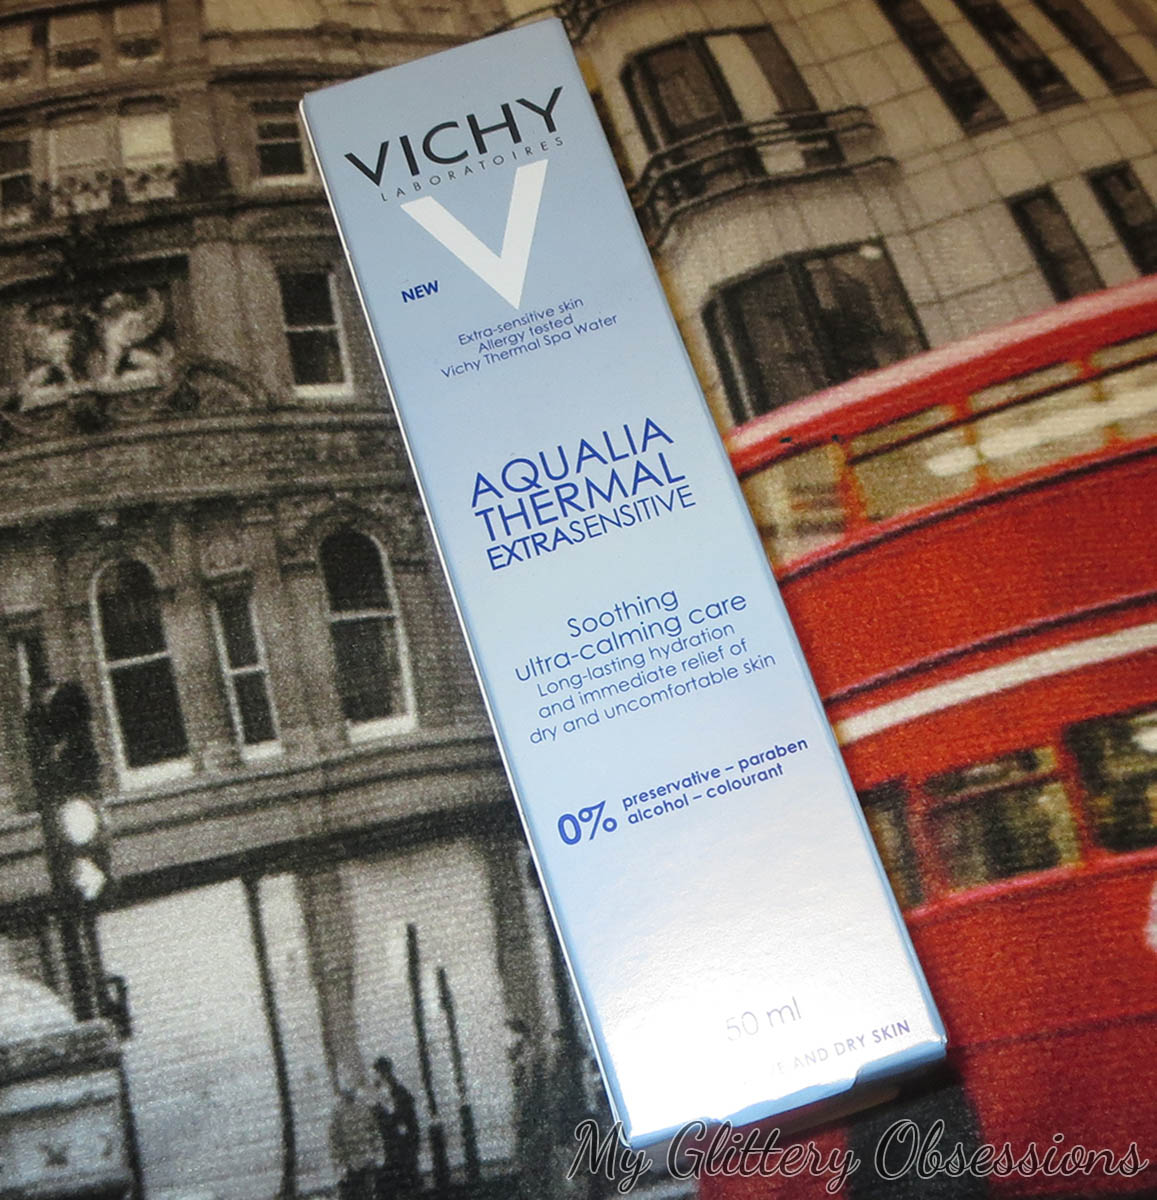 VICHY
LABORATOIRES
NEW
Extra-sensitive skin
Allergy tested
Vichy Thermal Spa Water
AQUALIA
THERMAL
EXTRASENSITIVE
Soothing
ultra-calming care
Long-lasting hydration
and immediate relief of
dry and uncomfortable skin
0% preservative – paraben
alcohol – colourant
50 ml
AND DRY SKIN
My Glittery Obsessions